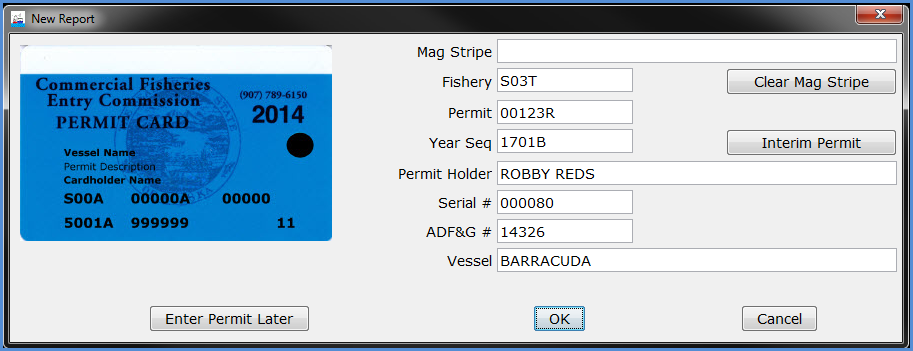 New Report
Commercial Fisheries
Entry Commission
(907) 789-6150
PERMIT CARD
2014
Vessel Name
Permit Description
Cardholder Name
S00A 00000A 00000
5001A 999999 11
Mag Stripe
Fishery S03T
Clear Mag Stripe
Permit 00123R
Year Seq 1701B
Interim Permit
Permit Holder ROBBY REDS
Serial # 000080
ADF&G # 14326
Vessel BARRACUDA
Enter Permit Later
OK
Cancel